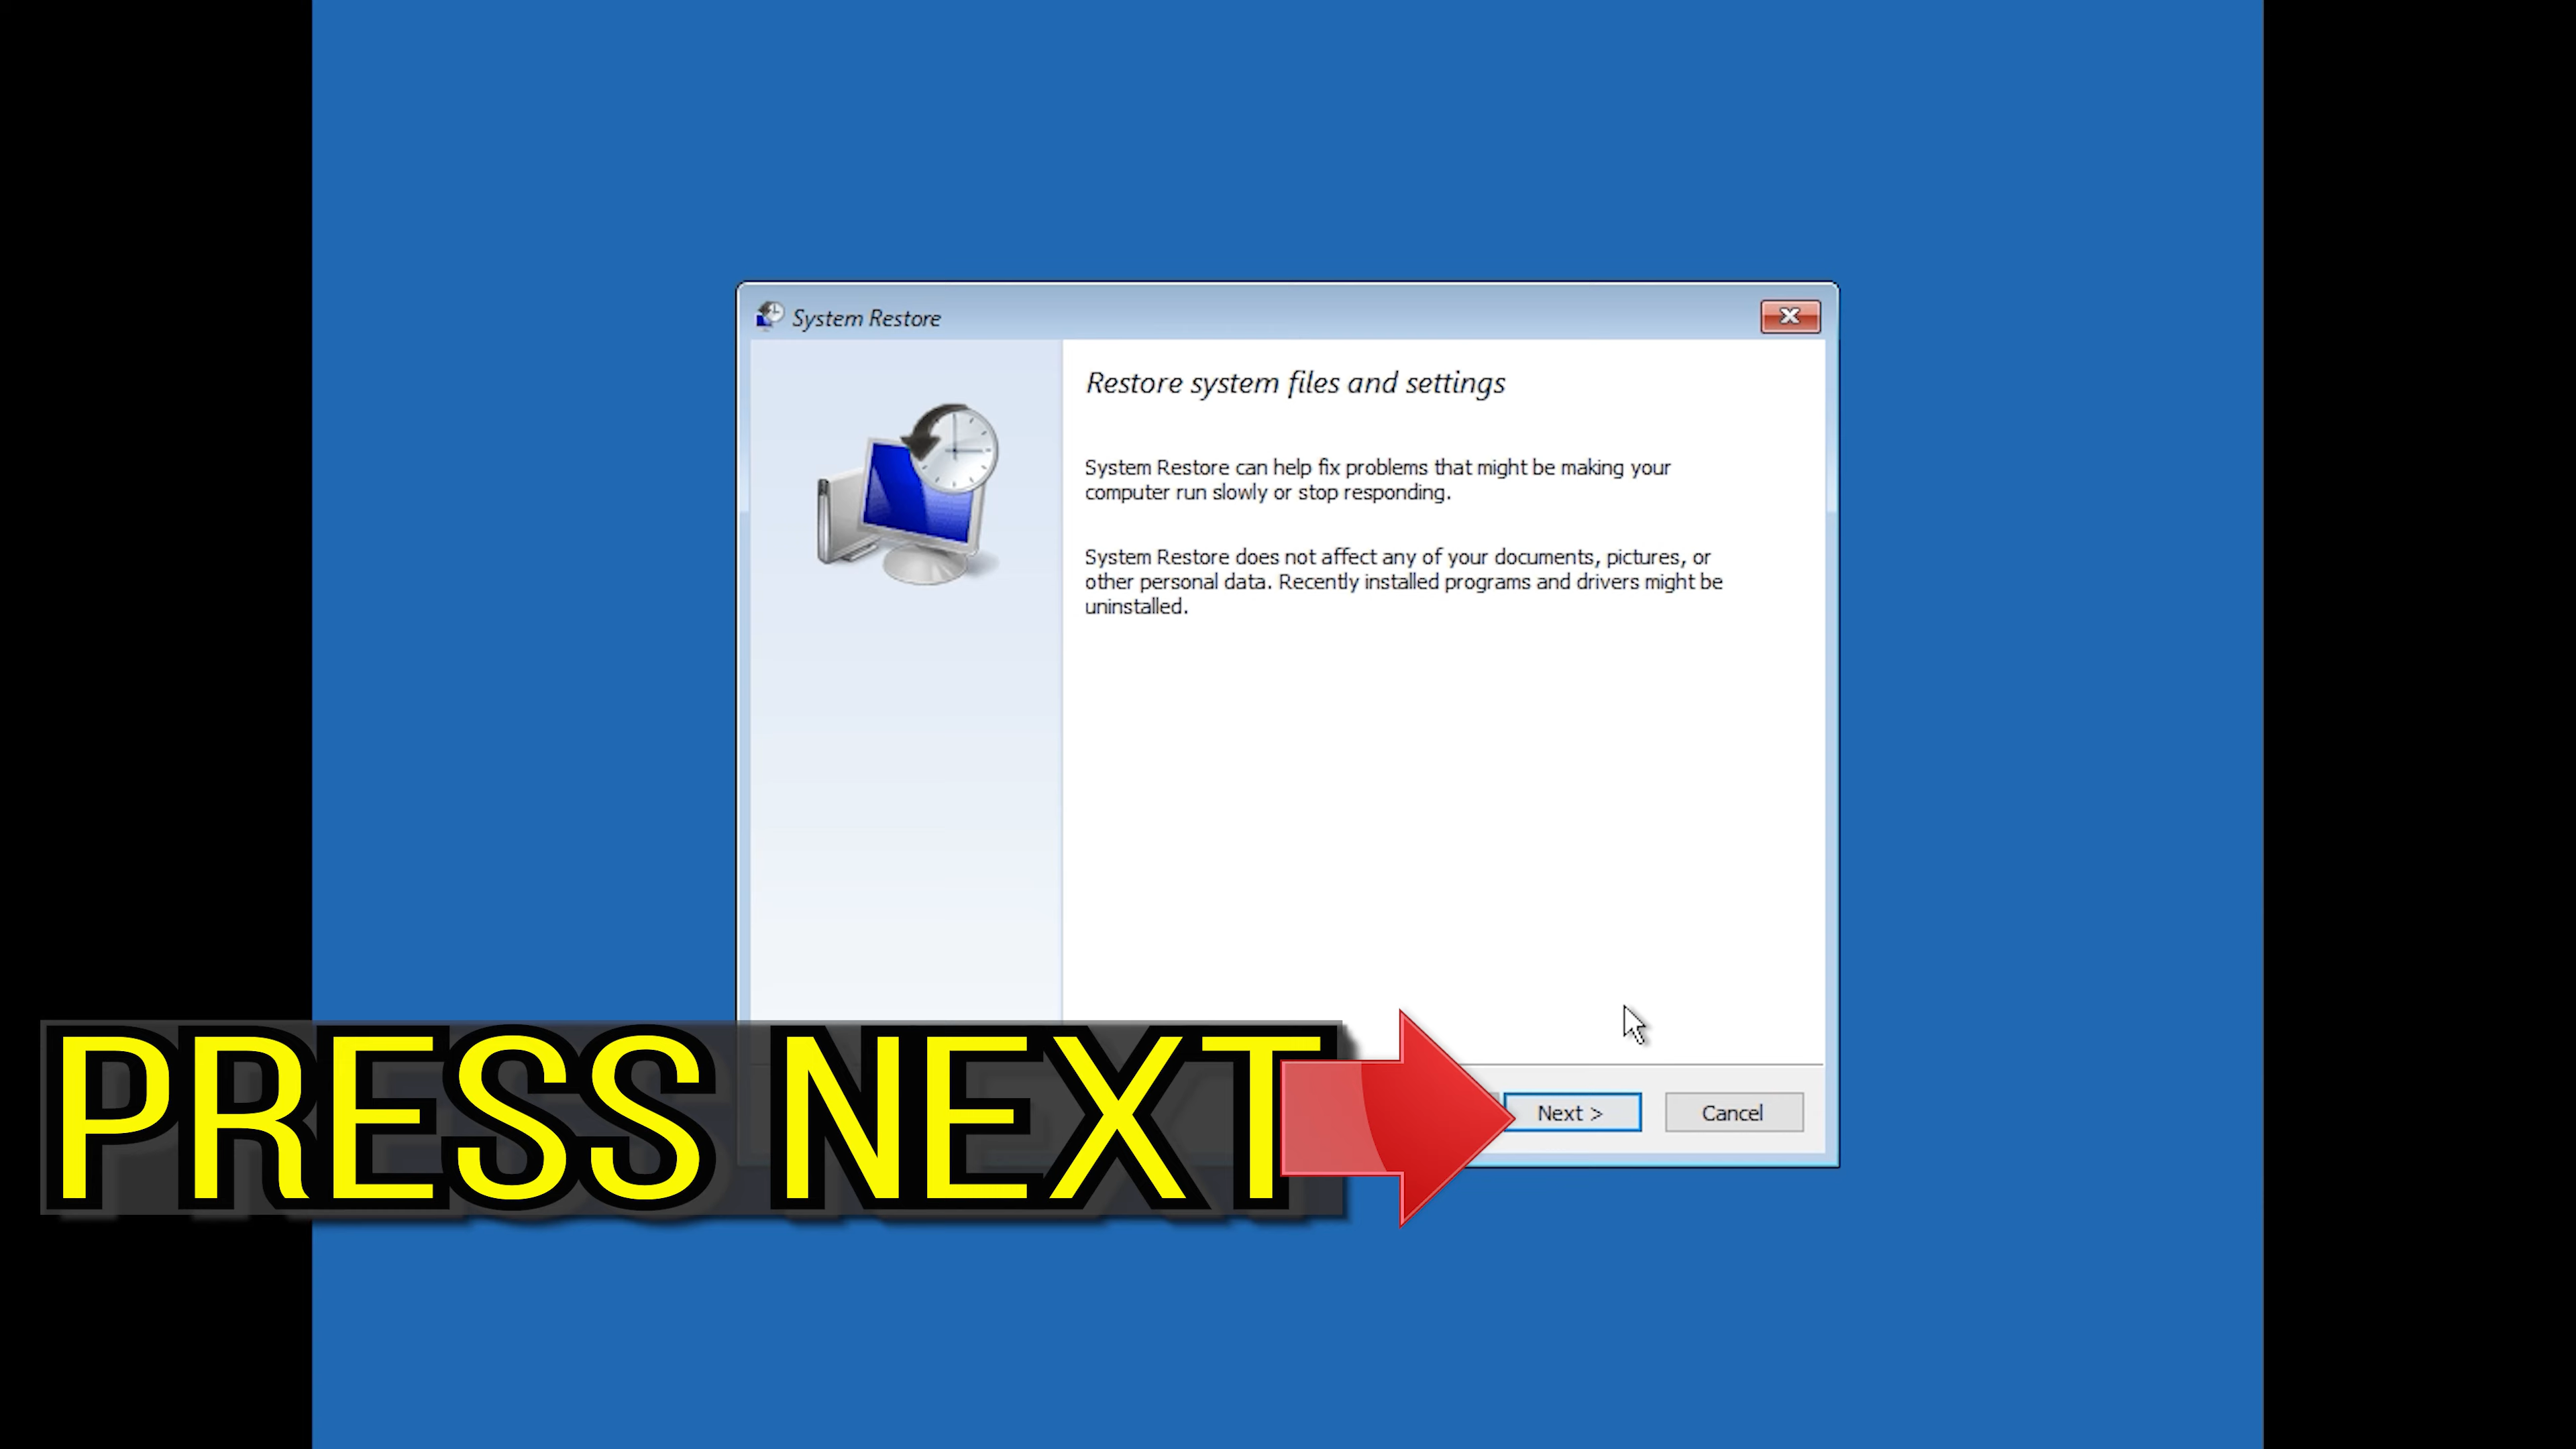 System Restore
Restore system files and settings
System Restore can help fix problems that might be making your
computer run slowly or stop responding.
System Restore does not affect any of your documents, pictures, or
other personal data. Recently installed programs and drivers might be
uninstalled.
PRESS NEXT
Next >
Cancel